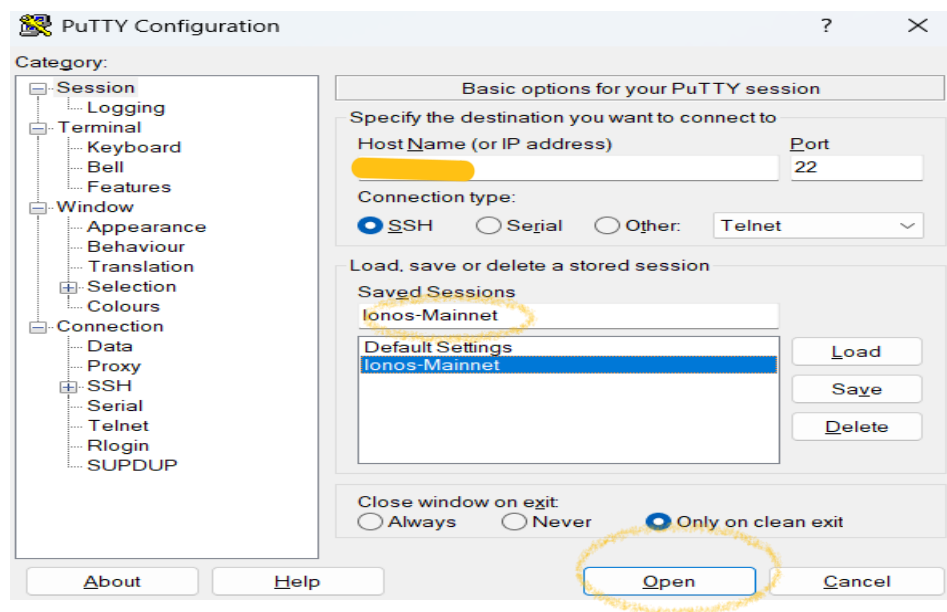 PuTTY Configuration
?
Category:
Session
Logging
Terminal
Keyboard
Bell
Features
Window
Appearance
Behaviour
Translation
Selection
Colours
Connection
Data
Proxy
SSH
Serial
Telnet
Rlogin
SUPDUP
Basic options for your PuTTY session
Specify the destination you want to connect to
Host Name (or IP address) Port
22
Connection type:
SSH Serial Other: Telnet
Load, save or delete a stored session
Saved Sessions
Ionos-Mainnet
Default Settings
Ionos-Mainnet
Load
Save
Delete
Close window on exit:
Always Never Only on clean exit
About Help Open Cancel